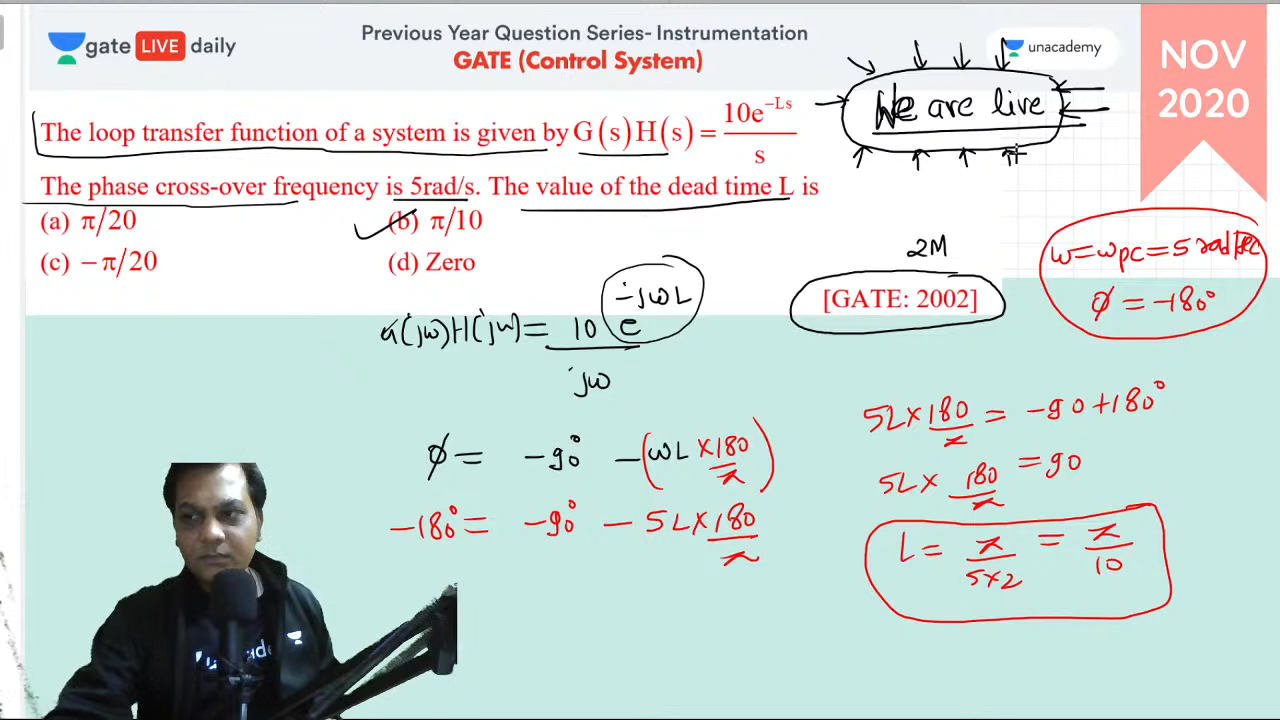 gate LIVE daily
Previous Year Question Series- Instrumentation
GATE (Control System)
unacademy
NOV
2020
We are live
The loop transfer function of a system is given by G(s)H(s) = 10e^{-Ls} / s
The phase cross-over frequency is 5rad/s. The value of the dead time L is
(a) π/20
(b) π/10
(c) −π/20
(d) Zero
2M
[GATE: 2002]
ω = ωpc = 5 rad/sec
ϕ = -180°
G(jω)H(jω) = 10 e^{-jωL} / jω
ϕ = -90° - (ωL × 180/π)
-180° = -90° - 5L × 180/π
5L × 180/π = -90 + 180°
5L × 180/π = 90
L = π/5×2 = π/10
unacademy